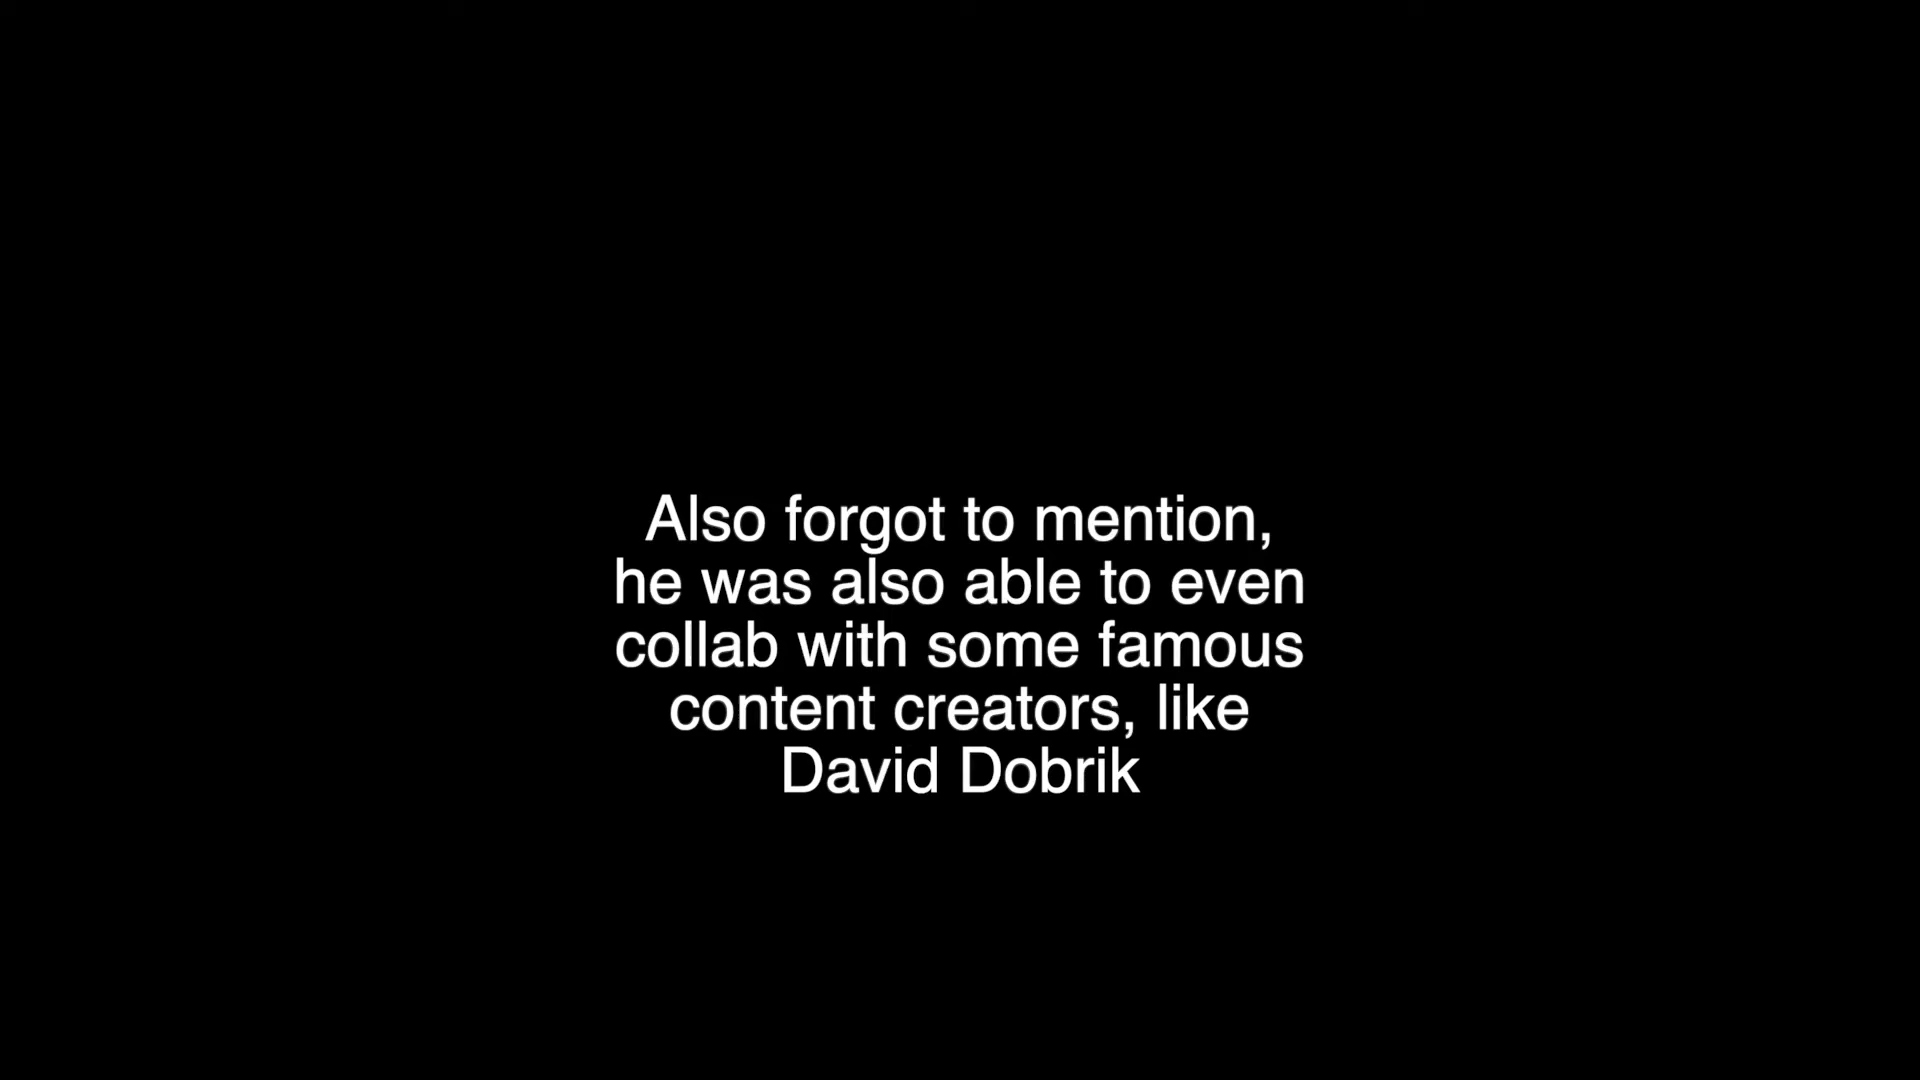 Also forgot to mention,
he was also able to even
collab with some famous
content creators, like
David Dobrik